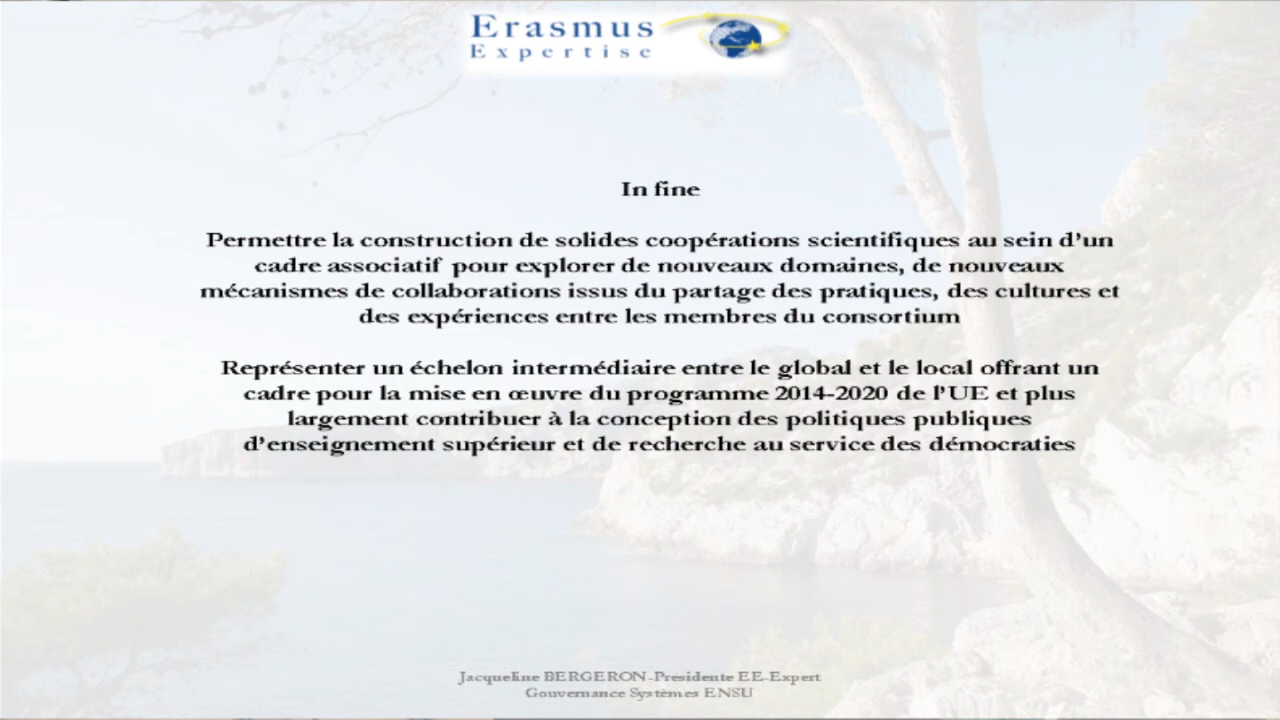 Erasmus
Expertise
In fine
Permettre la construction de solides coopérations scientifiques au sein d'un
cadre associatif pour explorer de nouveaux domaines, de nouveaux
mécanismes de collaborations issus du partage des pratiques, des cultures et
des expériences entre les membres du consortium
Représenter un échelon intermédiaire entre le global et le local offrant un
cadre pour la mise en œuvre du programme 2014-2020 de l'UE et plus
largement contribuer à la conception des politiques publiques
d'enseignement supérieur et de recherche au service des démocraties
Jacqueline BERGERON-Presidente EE-Expert
Gouvernance Systèmes ENSU